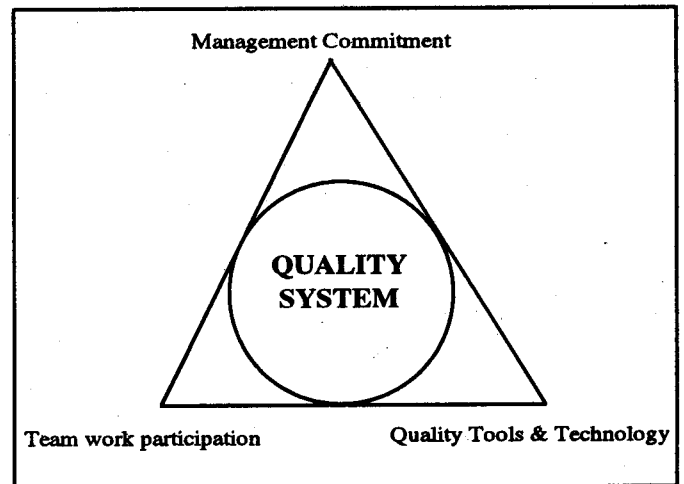 Management Commitment
QUALITY
SYSTEM
Team work participation
Quality Tools & Technology